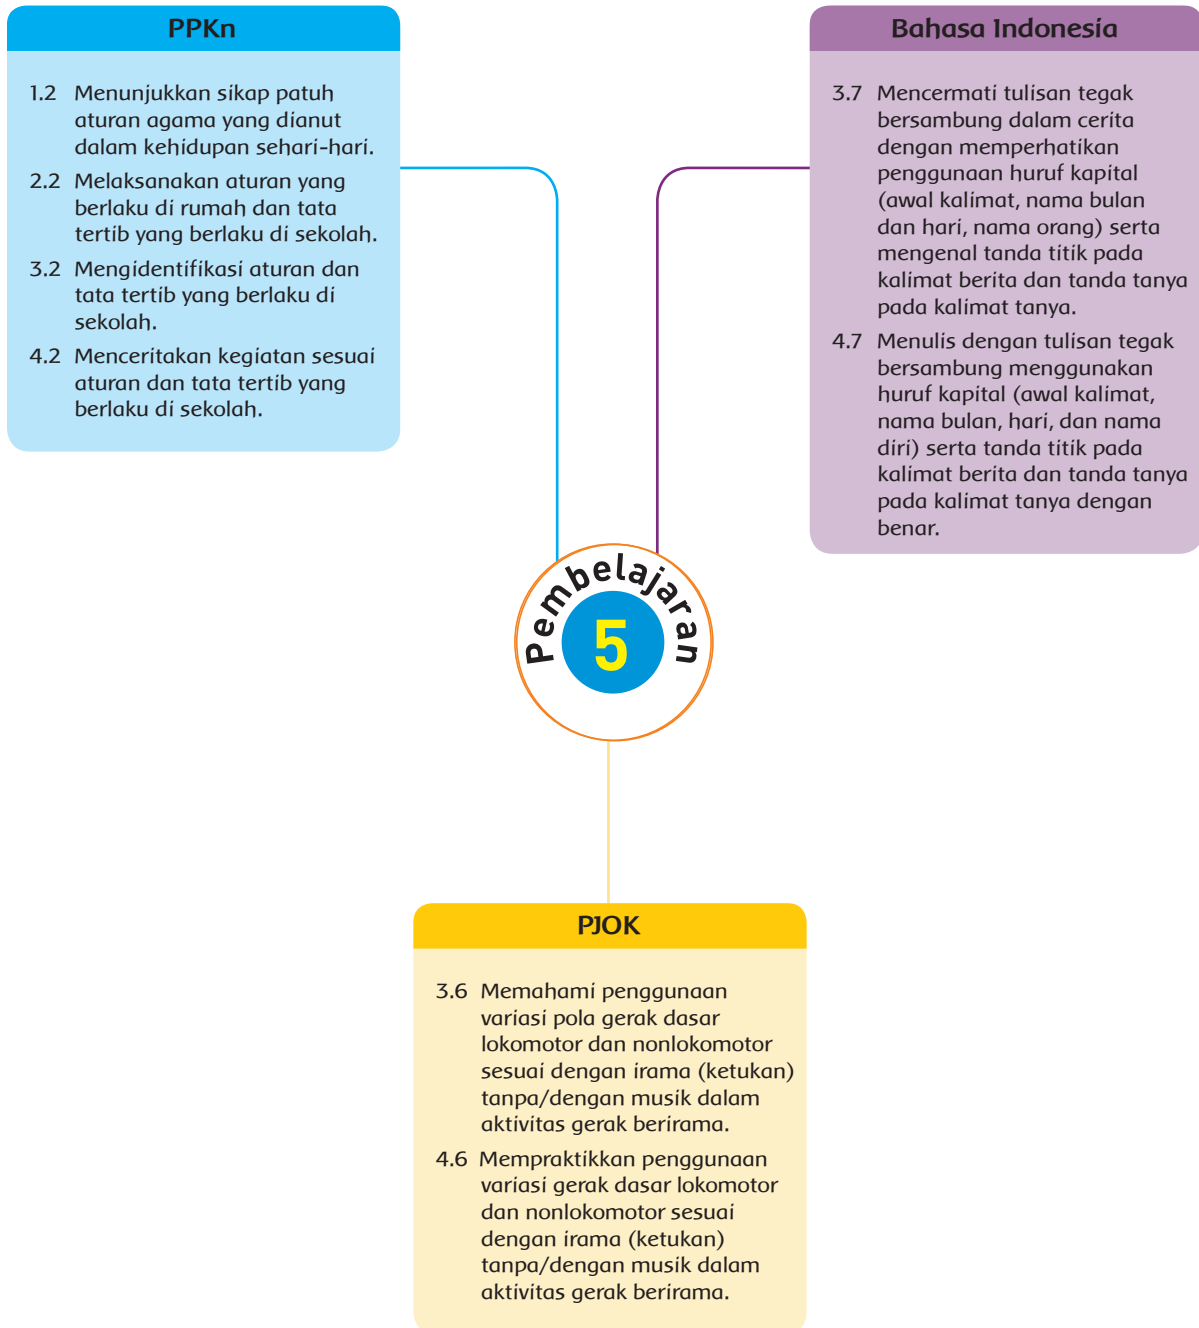 PPKn
1.2 Menunjukkan sikap patuh
aturan agama yang dianut
dalam kehidupan sehari-hari.
2.2 Melaksanakan aturan yang
berlaku di rumah dan tata
tertib yang berlaku di sekolah.
3.2 Mengidentifikasi aturan dan
tata tertib yang berlaku di
sekolah.
4.2 Menceritakan kegiatan sesuai
aturan dan tata tertib yang
berlaku di sekolah.
Bahasa Indonesia
3.7 Mencermati tulisan tegak
bersambung dalam cerita
dengan memperhatikan
penggunaan huruf kapital
(awal kalimat, nama bulan
dan hari, nama orang) serta
mengenal tanda titik pada
kalimat berita dan tanda tanya
pada kalimat tanya.
4.7 Menulis dengan tulisan tegak
bersambung menggunakan
huruf kapital (awal kalimat,
nama bulan, hari, dan nama
diri) serta tanda titik pada
kalimat berita dan tanda tanya
pada kalimat tanya dengan
benar.
Pembelajaran
5
PJOK
3.6 Memahami penggunaan
variasi pola gerak dasar
lokomotor dan nonlokomotor
sesuai dengan irama (ketukan)
tanpa/dengan musik dalam
aktivitas gerak berirama.
4.6 Mempraktikkan penggunaan
variasi gerak dasar lokomotor
dan nonlokomotor sesuai
dengan irama (ketukan)
tanpa/dengan musik dalam
aktivitas gerak berirama.